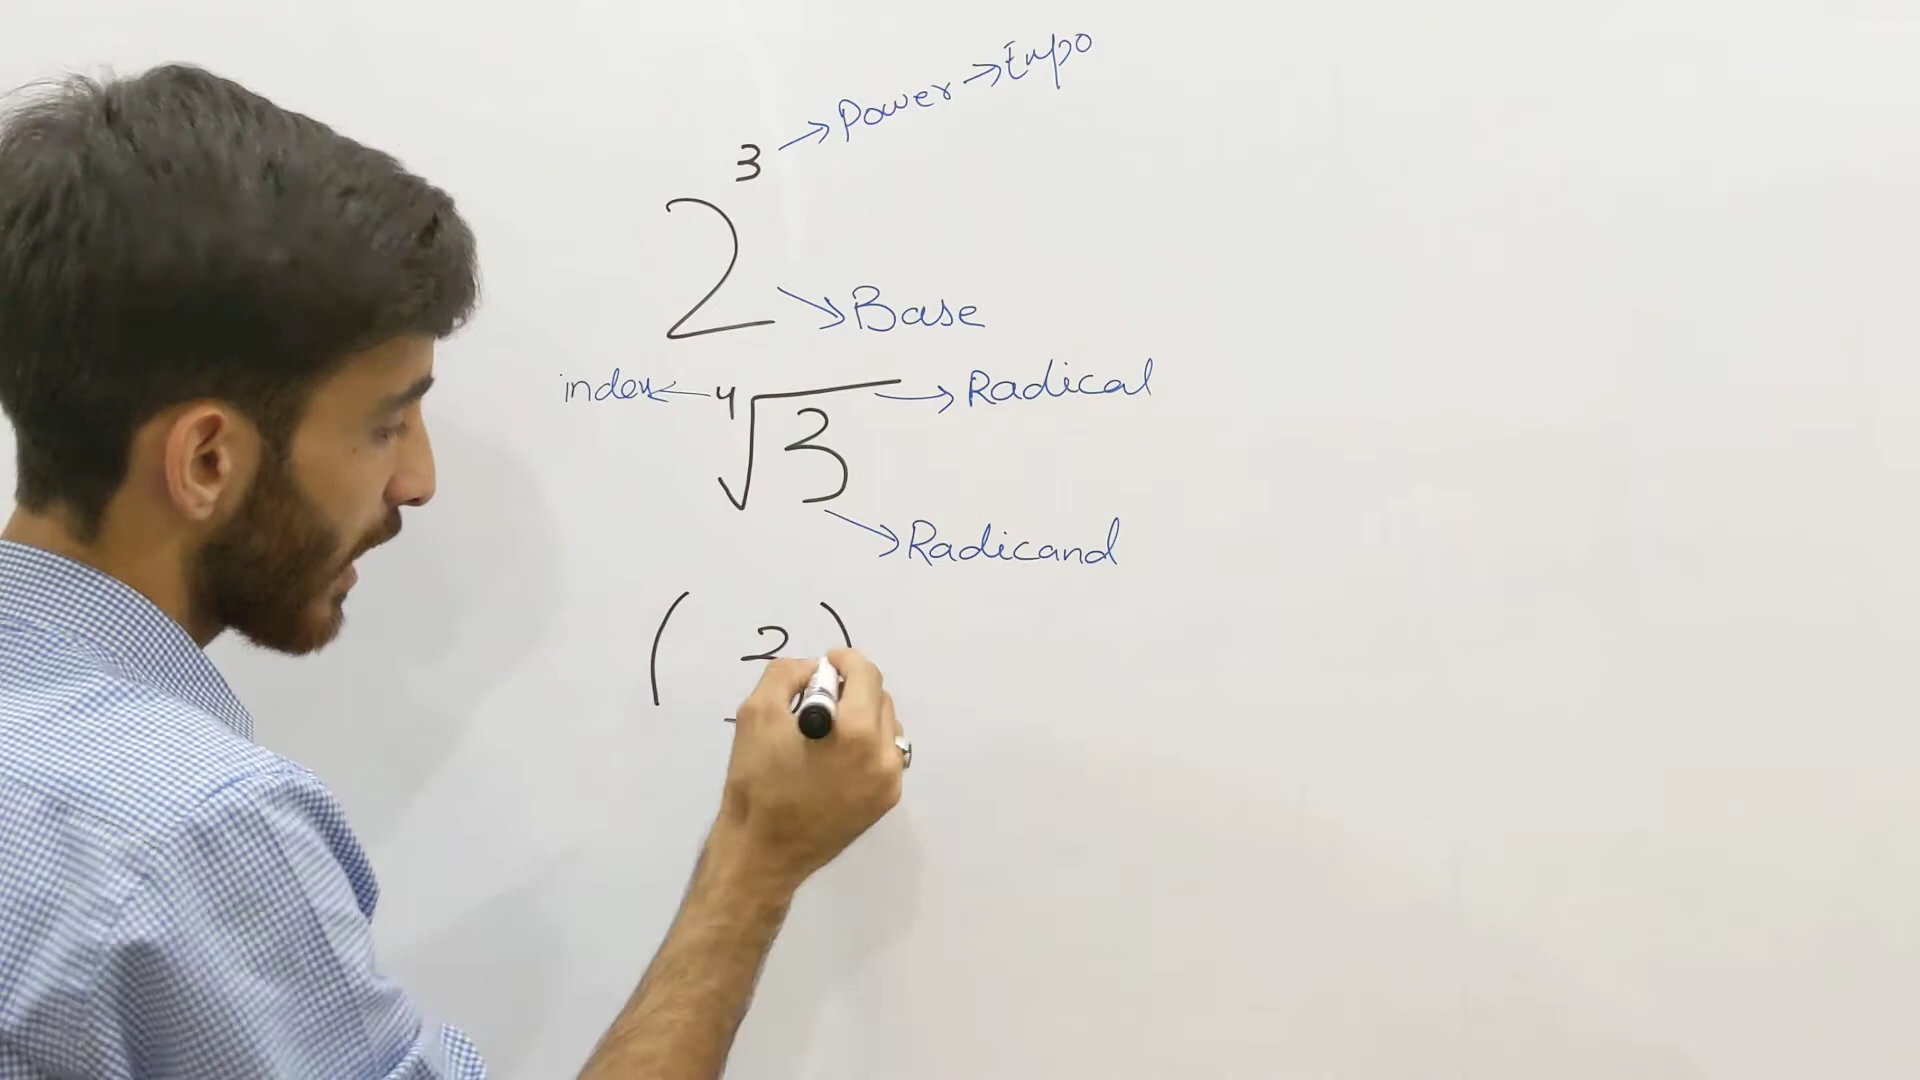 3 → Power → Expo
2 → Base
index ← 4√3 → Radical
→ Radicand
( 2 )